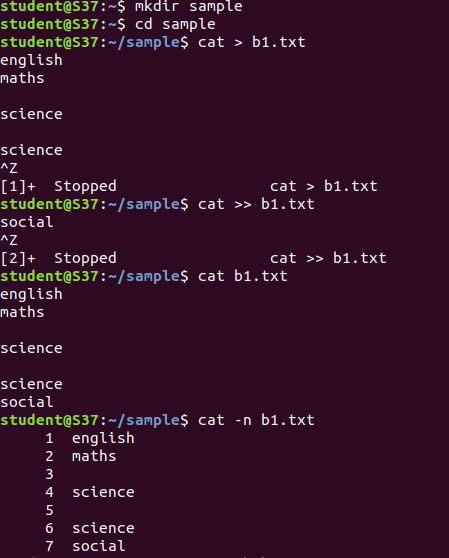 student@S37:~$ mkdir sample
student@S37:~$ cd sample
student@S37:~/sample$ cat > b1.txt
english
maths

science

science
^Z
[1]+  Stopped                 cat > b1.txt
student@S37:~/sample$ cat >> b1.txt
social
^Z
[2]+  Stopped                 cat >> b1.txt
student@S37:~/sample$ cat b1.txt
english
maths

science

science
social
student@S37:~/sample$ cat -n b1.txt
     1  english
     2  maths
     3
     4  science
     5
     6  science
     7  social